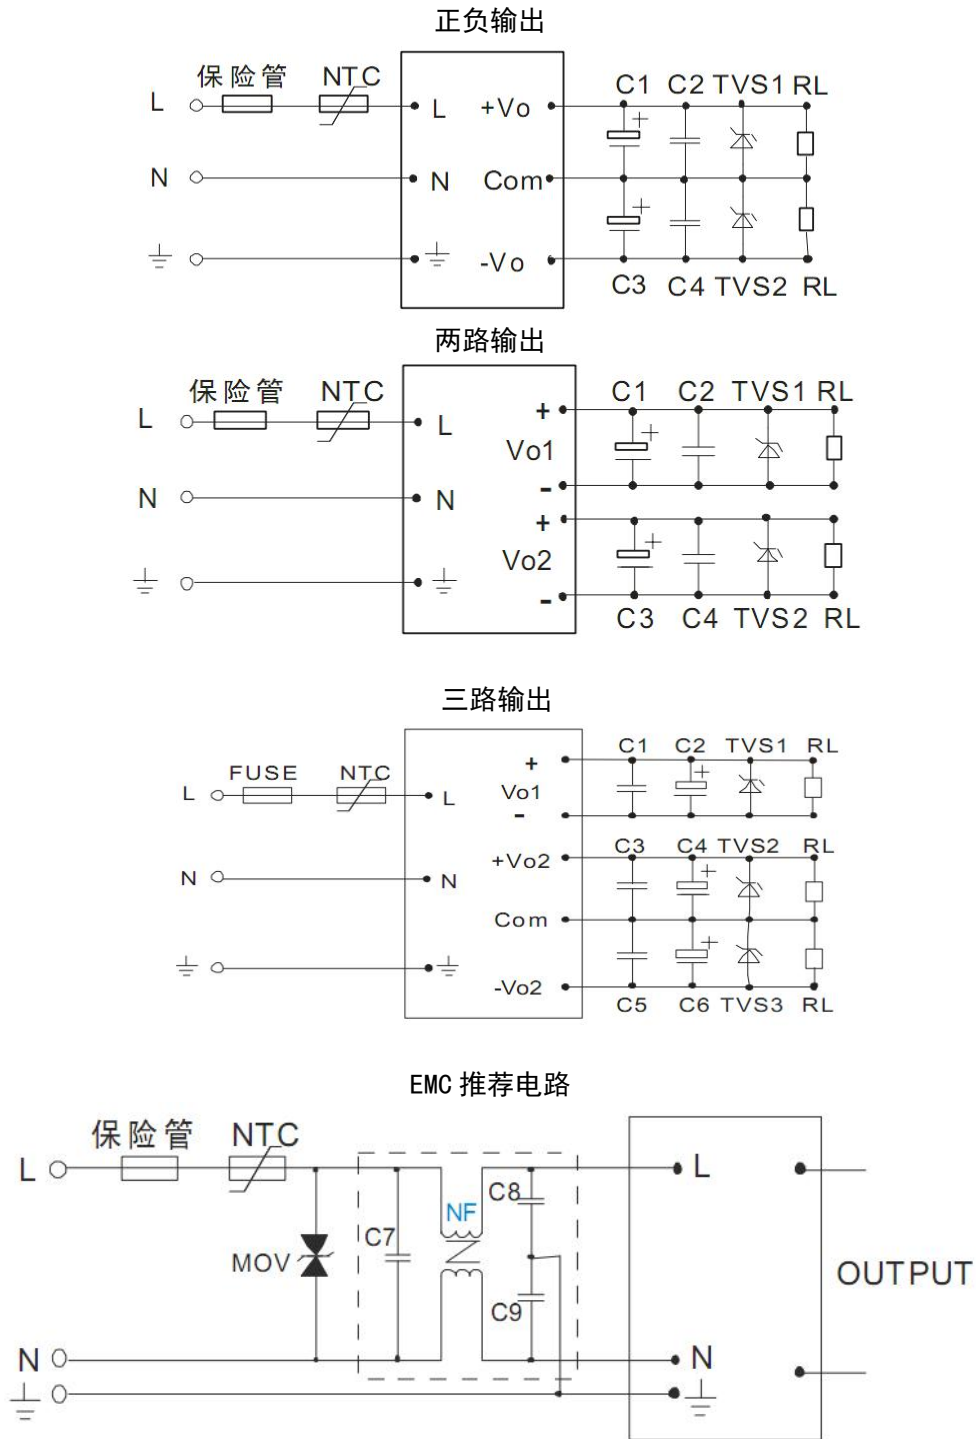 正负输出
保险管 NTC C1 C2 TVS1 RL
L L +Vo
N N Com
-Vo
C3 C4 TVS2 RL
两路输出
保险管 NTC C1 C2 TVS1 RL
L L +
Vo1
N N -
+
Vo2
-
C3 C4 TVS2 RL
三路输出
FUSE NTC C1 C2 TVS1 RL
L L +
Vo1
-
C3 C4 TVS2 RL
+Vo2
N N
Com
-Vo2
C5 C6 TVS3 RL
EMC 推荐电路
保险管 NTC
L L
C8
NF
C7
MOV
OUTPUT
C9
N N